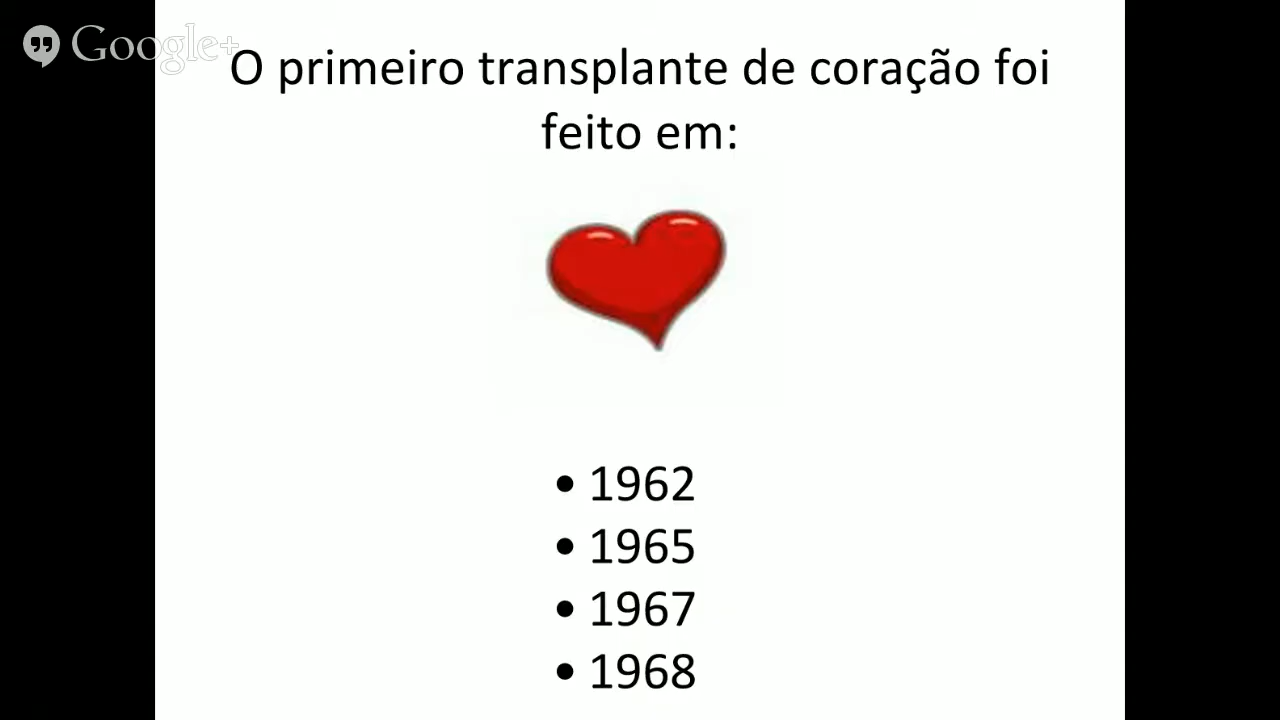 Google+
O primeiro transplante de coração foi
feito em:
• 1962
• 1965
• 1967
• 1968